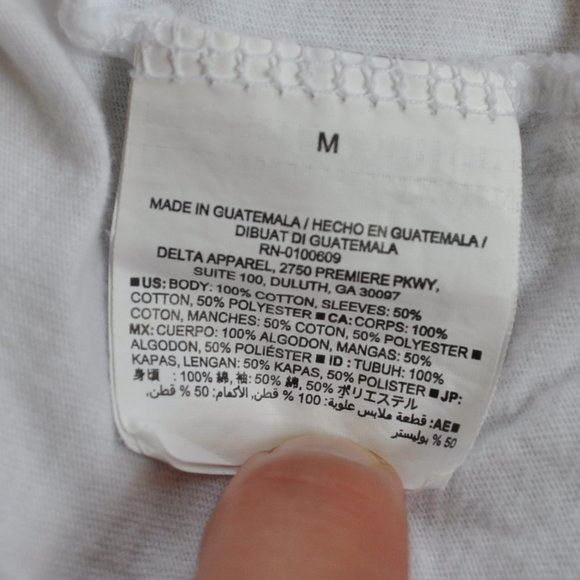 M
MADE IN GUATEMALA / HECHO EN GUATEMALA /
DIBUAT DI GUATEMALA
RN-0100609
DELTA APPAREL, 2750 PREMIERE PKWY,
SUITE 100, DULUTH, GA 30097
■US: BODY: 100% COTTON, SLEEVES: 50%
COTTON, 50% POLYESTER ■ CA: CORPS: 100%
COTON, MANCHES: 50% COTON, 50% POLYESTER ■
MX: CUERPO: 100% ALGODON, MANGAS: 50%
ALGODON, 50% POLIÉSTER ■ ID : TUBUH: 100%
KAPAS, LENGAN: 50% KAPAS, 50% POLISTER ■ JP:
身頃 : 100% 綿, 袖: 50% 綿, 50% ポリエステル
■AE: قطعة ملابس علوية: 100 % قطن, الأكمام: 50 % قطن,
50 % بوليستر